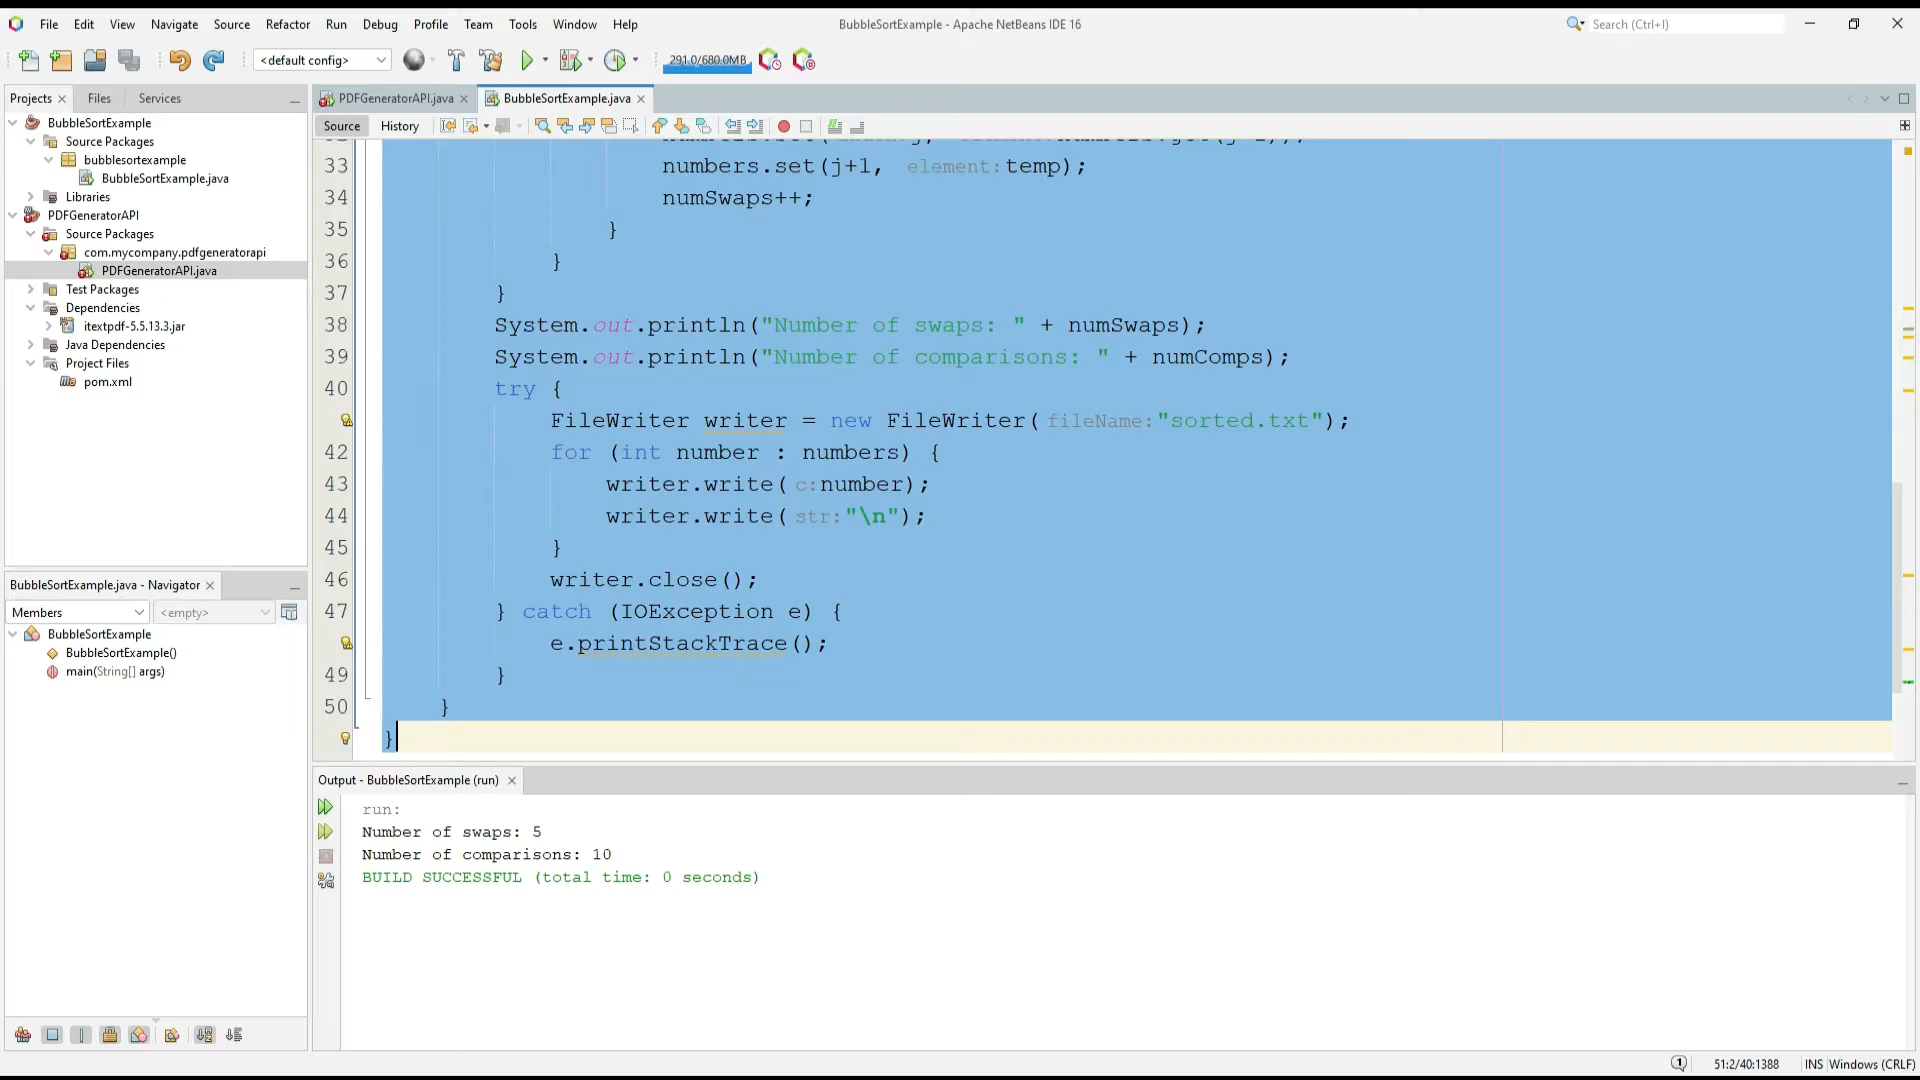 File Edit View Navigate Source Refactor Run Debug Profile Team Tools Window Help
BubbleSortExample - Apache NetBeans IDE 16
Search (Ctrl+I)
<default config>
291.0/680.0MB
Projects Files Services
PDFGeneratorAPI.java BubbleSortExample.java
Source History
BubbleSortExample
Source Packages
bubblesortexample
BubbleSortExample.java
Libraries
PDFGeneratorAPI
Source Packages
com.mycompany.pdfgeneratorapi
PDFGeneratorAPI.java
Test Packages
Dependencies
itextpdf-5.5.13.3.jar
Java Dependencies
Project Files
pom.xml
33 numbers.set(j+1, element:temp);
34 numSwaps++;
35 }
36 }
37 }
38 System.out.println("Number of swaps: " + numSwaps);
39 System.out.println("Number of comparisons: " + numComps);
40 try {
FileWriter writer = new FileWriter( fileName:"sorted.txt");
42 for (int number : numbers) {
43 writer.write( c:number);
44 writer.write( str:"\n");
45 }
46 writer.close();
47 } catch (IOException e) {
e.printStackTrace();
49 }
50 }
}
BubbleSortExample.java - Navigator
Members <empty>
BubbleSortExample
BubbleSortExample()
main(String[] args)
Output - BubbleSortExample (run)
run:
Number of swaps: 5
Number of comparisons: 10
BUILD SUCCESSFUL (total time: 0 seconds)
1 51:2/40:1388 INS Windows (CRLF)